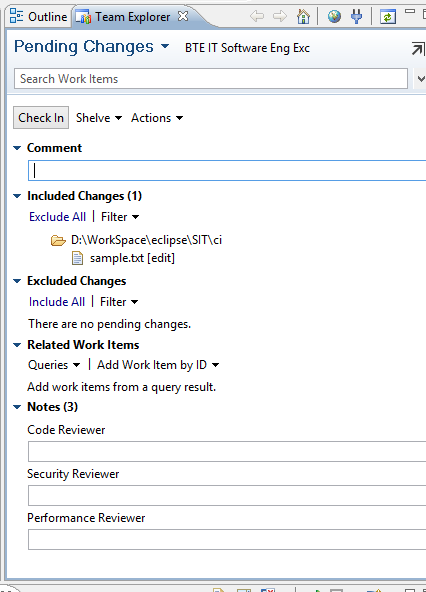 Outline Team Explorer
Pending Changes BTE IT Software Eng Exc
Search Work Items
Check In Shelve Actions
Comment
Included Changes (1)
Exclude All | Filter
D:\WorkSpace\eclipse\SIT\ci
sample.txt [edit]
Excluded Changes
Include All | Filter
There are no pending changes.
Related Work Items
Queries | Add Work Item by ID
Add work items from a query result.
Notes (3)
Code Reviewer
Security Reviewer
Performance Reviewer